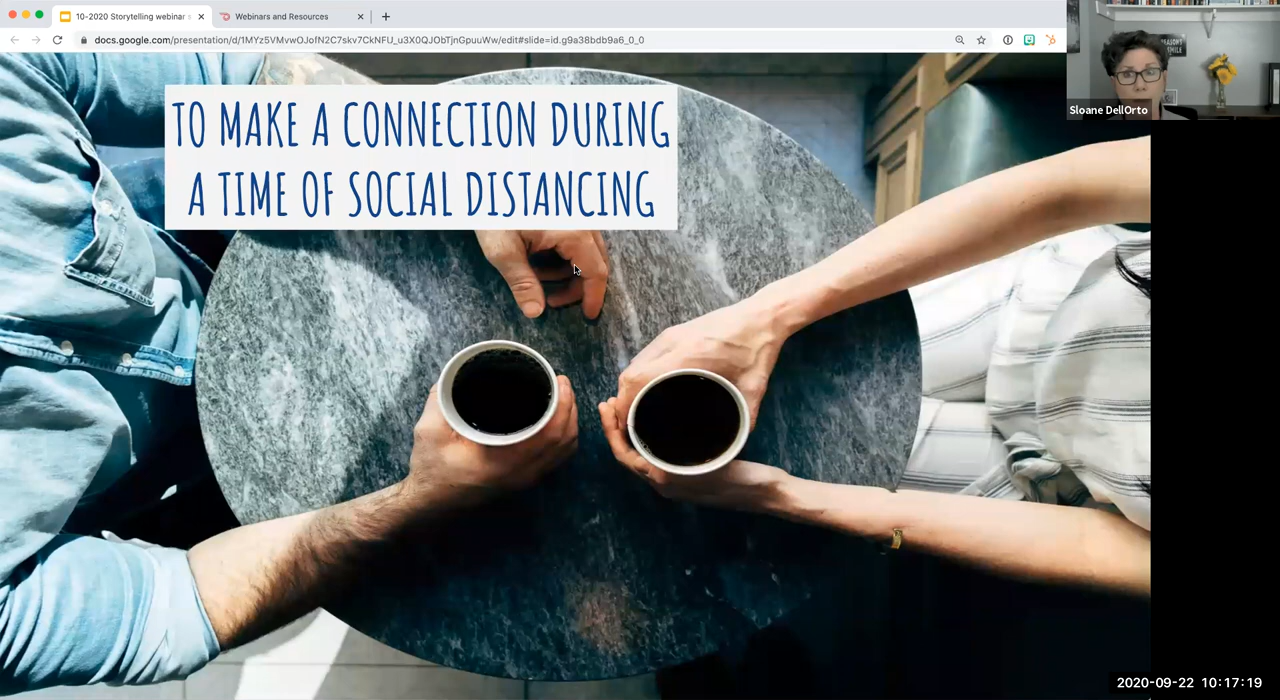 10-2020 Storytelling webinar
Webinars and Resources
docs.google.com/presentation/d/1MYz5VMvwOJofN2C7skv7CkNFU_u3X0QJObTjnGpuuWw/edit#slide=id.g9a38bdb9a6_0_0
TO MAKE A CONNECTION DURING
A TIME OF SOCIAL DISTANCING
Sloane DellOrto
2020-09-22 10:17:19